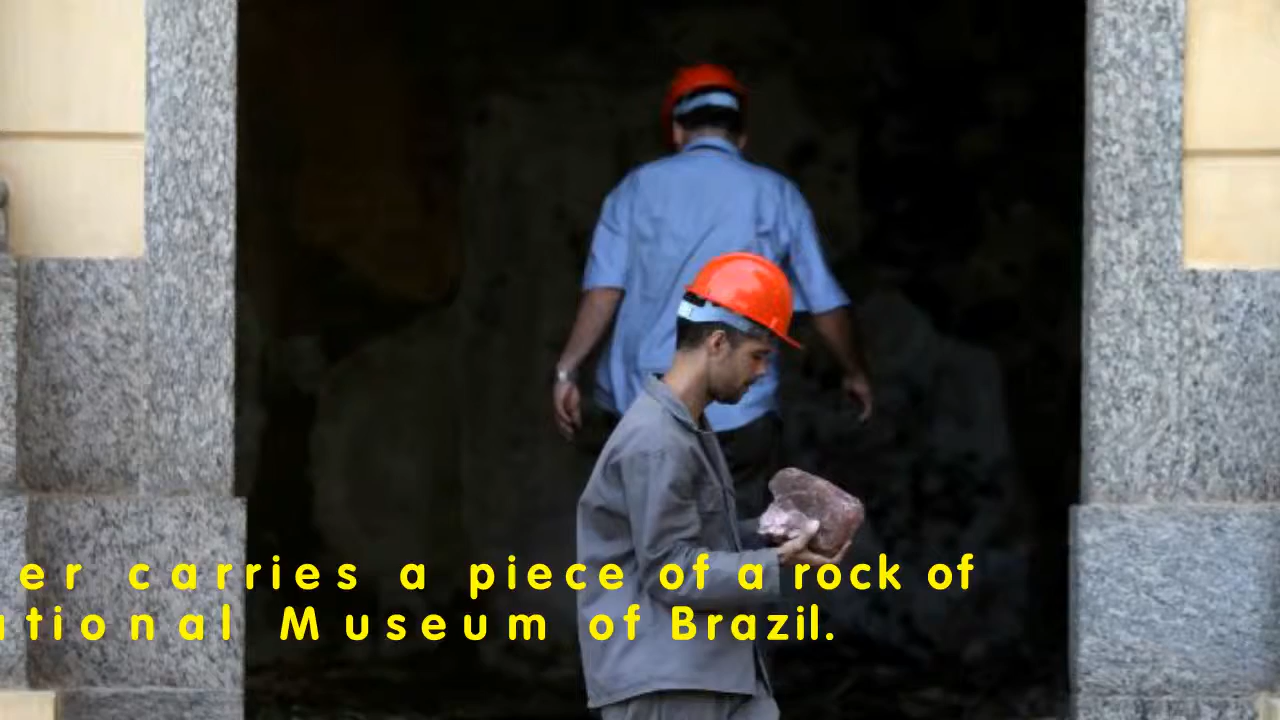 er carries a piece of a rock of
tional Museum of Brazil.